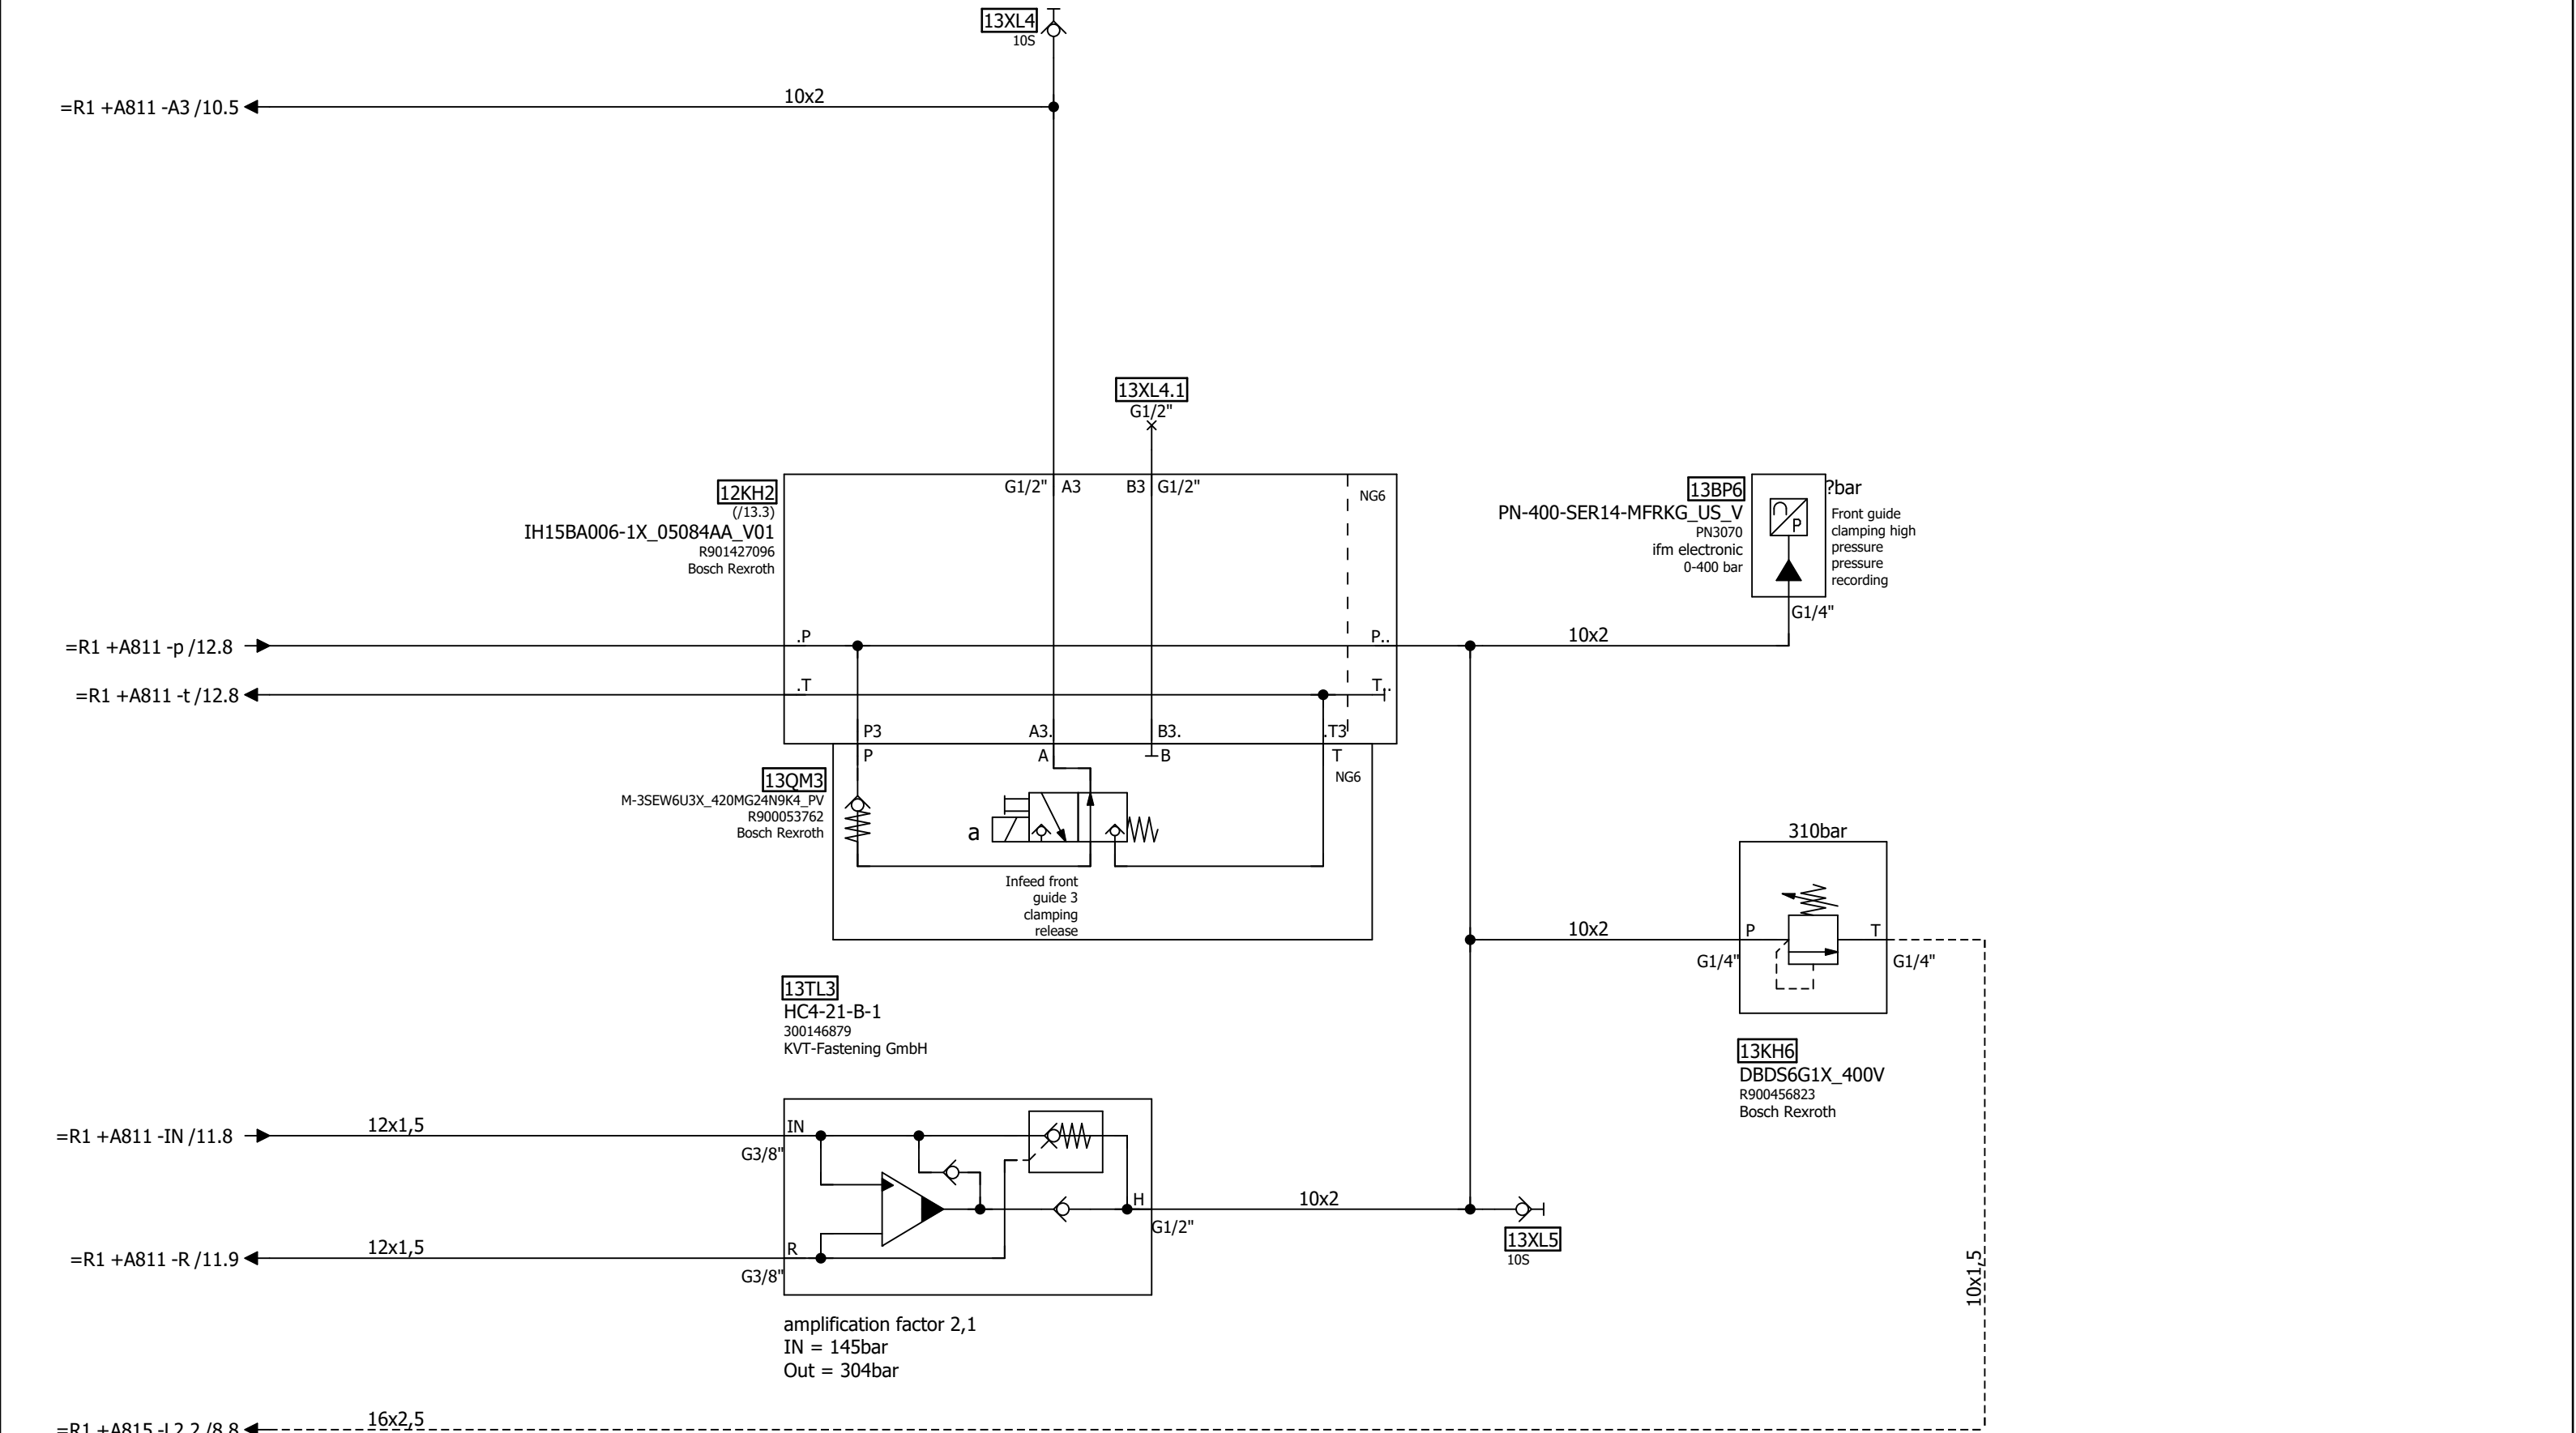 13XL4
10S
=R1 +A811 -A3 /10.5
10x2
13XL4.1
G1/2"
12KH2
(/13.3)
IH15BA006-1X_05084AA_V01
R901427096
Bosch Rexroth
G1/2" A3
B3 G1/2"
NG6
13BP6
PN-400-SER14-MFRKG_US_V
PN3070
ifm electronic
0-400 bar
?bar
Front guide
clamping high
pressure
pressure
recording
P
G1/4"
=R1 +A811 -p /12.8
.P
P..
10x2
=R1 +A811 -t /12.8
.T
T..
P3
A3.
B3.
.T3
P
A
B
T
NG6
13QM3
M-3SEW6U3X_420MG24N9K4_PV
R900053762
Bosch Rexroth
a
Infeed front
guide 3
clamping
release
310bar
10x2
P
T
G1/4"
G1/4"
13KH6
DBDS6G1X_400V
R900456823
Bosch Rexroth
13TL3
HC4-21-B-1
300146879
KVT-Fastening GmbH
=R1 +A811 -IN /11.8
12x1,5
IN
G3/8"
H
G1/2"
10x2
13XL5
10S
=R1 +A811 -R /11.9
12x1,5
R
G3/8"
10x1,5
amplification factor 2,1
IN = 145bar
Out = 304bar
=R1 +A815 -L2.2 /8.8
16x2,5